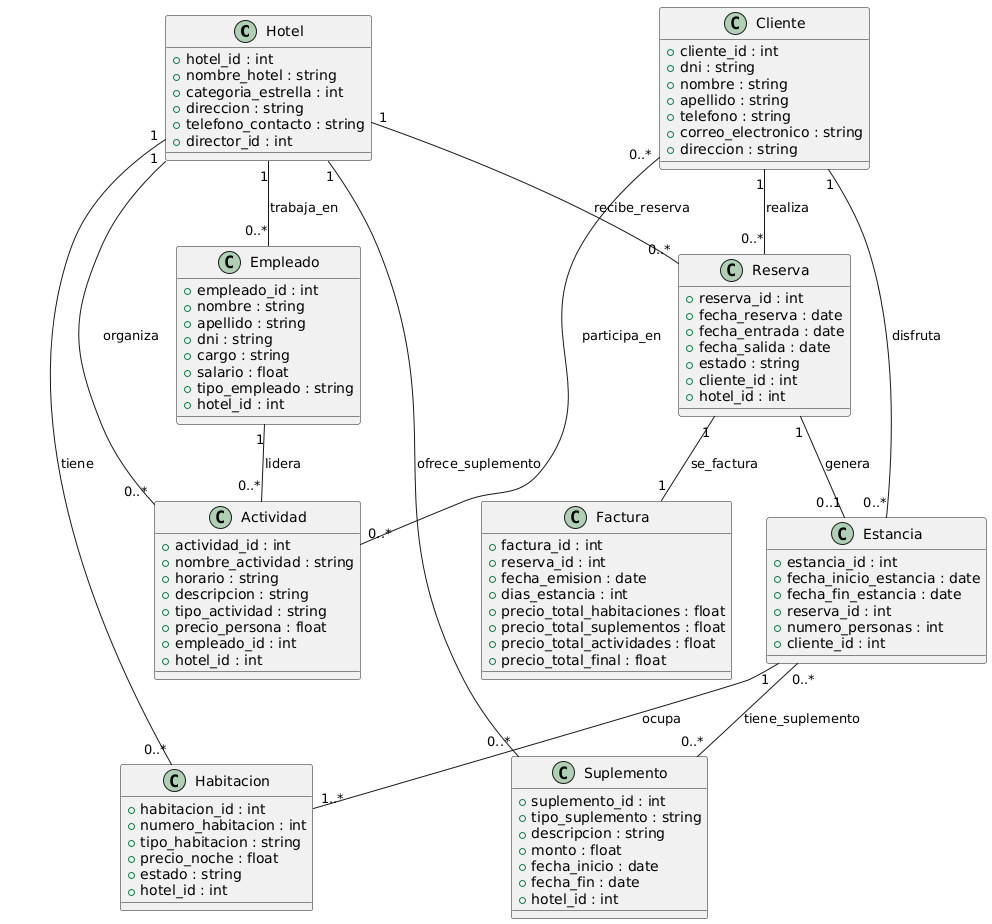 C Hotel
hotel_id : int
nombre_hotel : string
categoria_estrella : int
direccion : string
telefono_contacto : string
director_id : int
C Cliente
cliente_id : int
dni : string
nombre : string
apellido : string
telefono : string
correo_electronico : string
direccion : string
1
1
1
1
1
0..*
1
1
trabaja_en
recibe_reserva
realiza
0..*
0..*
0..*
C Empleado
empleado_id : int
nombre : string
apellido : string
dni : string
cargo : string
salario : float
tipo_empleado : string
hotel_id : int
C Reserva
reserva_id : int
fecha_reserva : date
fecha_entrada : date
fecha_salida : date
estado : string
cliente_id : int
hotel_id : int
organiza
participa_en
disfruta
1
1
1
tiene
lidera
ofrece_suplemento
se_factura
genera
0..*
0..*
0..*
1
0..1
0..*
C Actividad
actividad_id : int
nombre_actividad : string
horario : string
descripcion : string
tipo_actividad : string
precio_persona : float
empleado_id : int
hotel_id : int
C Factura
factura_id : int
reserva_id : int
fecha_emision : date
dias_estancia : int
precio_total_habitaciones : float
precio_total_suplementos : float
precio_total_actividades : float
precio_total_final : float
C Estancia
estancia_id : int
fecha_inicio_estancia : date
fecha_fin_estancia : date
reserva_id : int
numero_personas : int
cliente_id : int
1
0..*
ocupa
tiene_suplemento
0..*
0..*
0..*
1..*
C Habitacion
habitacion_id : int
numero_habitacion : int
tipo_habitacion : string
precio_noche : float
estado : string
hotel_id : int
C Suplemento
suplemento_id : int
tipo_suplemento : string
descripcion : string
monto : float
fecha_inicio : date
fecha_fin : date
hotel_id : int